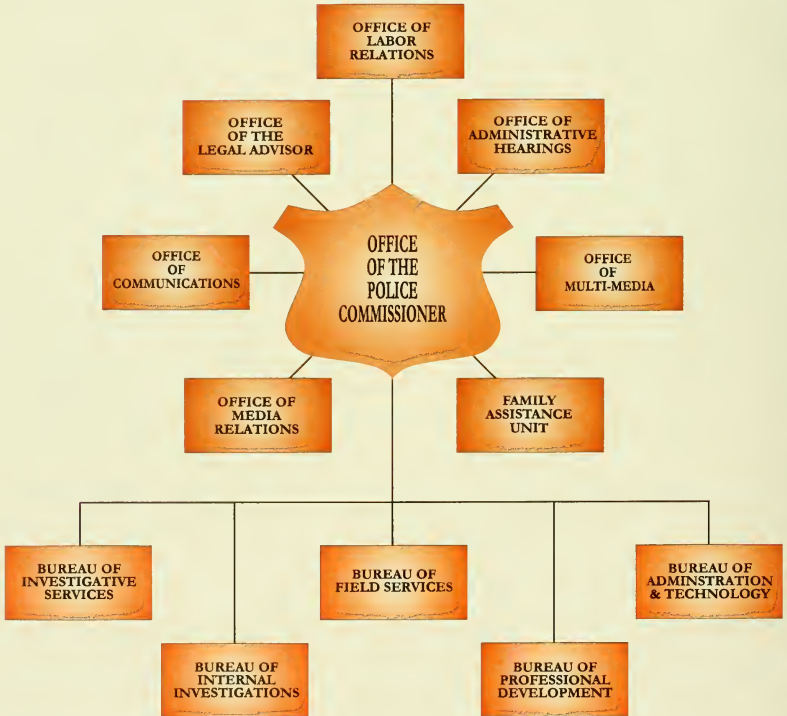 OFFICE OF
LABOR
RELATIONS
OFFICE
OF THE
LEGAL ADVISOR
OFFICE OF
ADMINISTRATIVE
HEARINGS
OFFICE
OF THE
POLICE
COMMISSIONER
OFFICE
OF
COMMUNICATIONS
OFFICE
OF
MULTI-MEDIA
OFFICE OF
MEDIA
RELATIONS
FAMILY
ASSISTANCE
UNIT
BUREAU OF
INVESTIGATIVE
SERVICES
BUREAU OF
FIELD SERVICES
BUREAU OF
ADMINSTRATION
& TECHNOLOGY
BUREAU OF
INTERNAL
INVESTIGATIONS
BUREAU OF
PROFESSIONAL
DEVELOPMENT